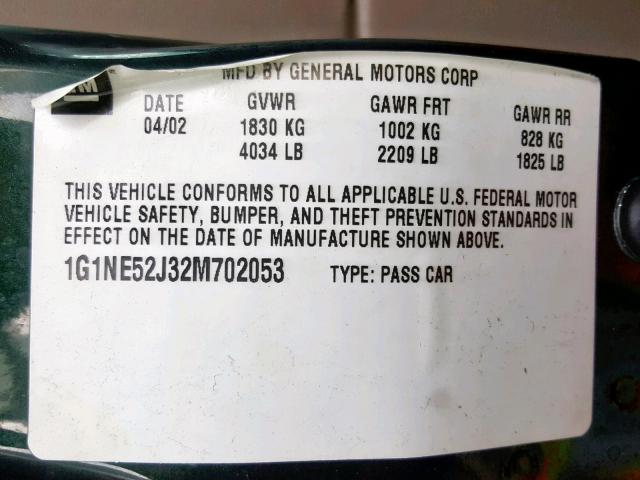 GM
MFD BY GENERAL MOTORS CORP
DATE GVWR GAWR FRT GAWR RR
04/02 1830 KG 1002 KG 828 KG
4034 LB 2209 LB 1825 LB
THIS VEHICLE CONFORMS TO ALL APPLICABLE U.S. FEDERAL MOTOR
VEHICLE SAFETY, BUMPER, AND THEFT PREVENTION STANDARDS IN
EFFECT ON THE DATE OF MANUFACTURE SHOWN ABOVE.
1G1NE52J32M702053 TYPE: PASS CAR